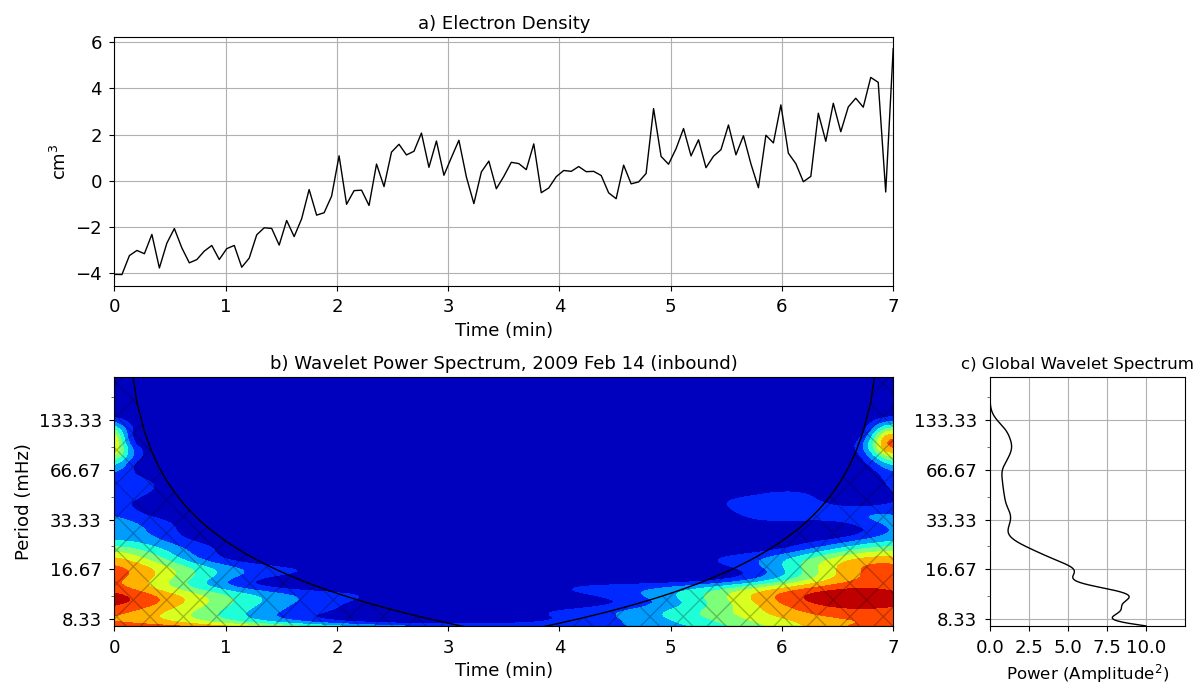 a) Electron Density
6
4
2
0
−2
−4
cm³
0 1 2 3 4 5 6 7
Time (min)
b) Wavelet Power Spectrum, 2009 Feb 14 (inbound)
133.33
66.67
33.33
16.67
8.33
Period (mHz)
0 1 2 3 4 5 6 7
Time (min)
c) Global Wavelet Spectrum
133.33
66.67
33.33
16.67
8.33
0.0 2.5 5.0 7.5 10.0
Power (Amplitude²)